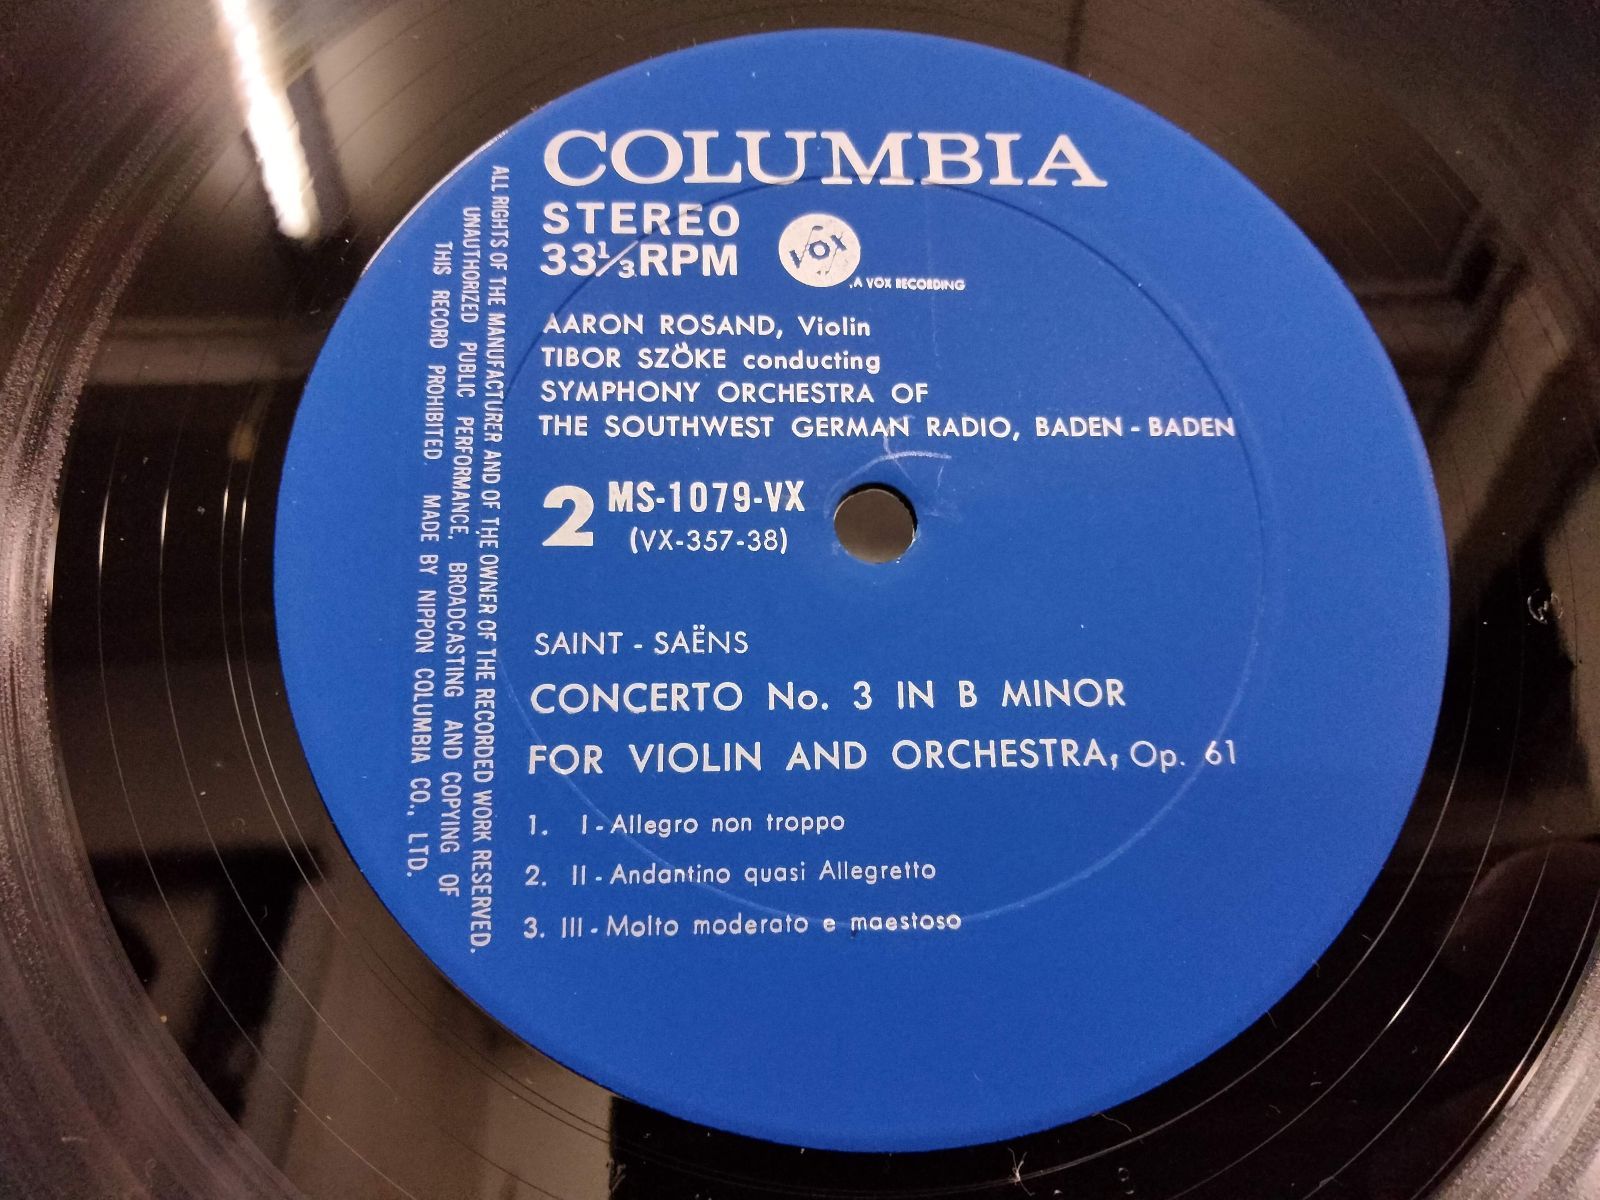 COLUMBIA
STEREO
33⅓RPM
VOX
A VOX RECORDING
AARON ROSAND, Violin
TIBOR SZÖKE conducting
SYMPHONY ORCHESTRA OF
THE SOUTHWEST GERMAN RADIO, BADEN-BADEN
2 MS-1079-VX
(VX-357-38)
SAINT-SAËNS
CONCERTO No. 3 IN B MINOR
FOR VIOLIN AND ORCHESTRA, Op. 61
1. I-Allegro non troppo
2. II-Andantino quasi Allegretto
3. III-Molto moderato e maestoso
ALL RIGHTS OF THE MANUFACTURER AND OF THE OWNER OF THE RECORDED WORK RESERVED.
UNAUTHORIZED PUBLIC PERFORMANCE, BROADCASTING AND COPYING OF
THIS RECORD PROHIBITED. MADE BY NIPPON COLUMBIA CO., LTD.